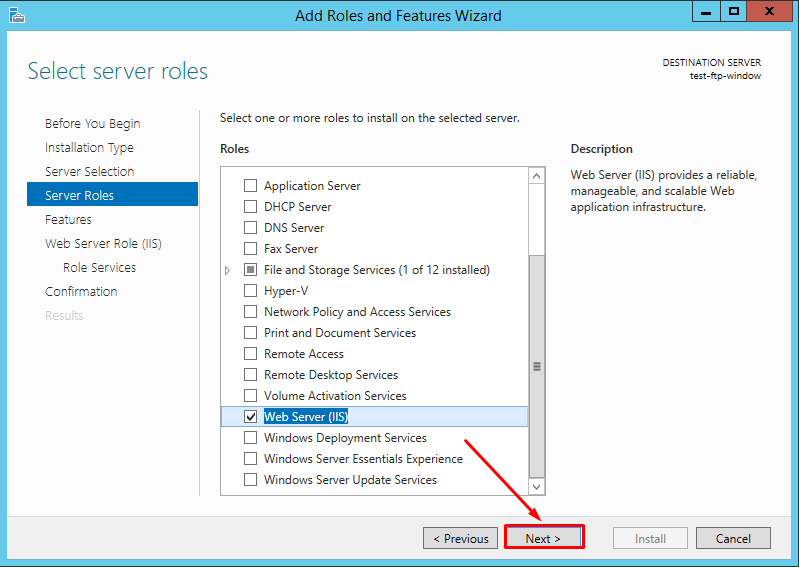 Add Roles and Features Wizard
Select server roles
DESTINATION SERVER
test-ftp-window
Before You Begin
Installation Type
Server Selection
Server Roles
Features
Web Server Role (IIS)
Role Services
Confirmation
Results
Select one or more roles to install on the selected server.
Roles
Application Server
DHCP Server
DNS Server
Fax Server
File and Storage Services (1 of 12 installed)
Hyper-V
Network Policy and Access Services
Print and Document Services
Remote Access
Remote Desktop Services
Volume Activation Services
Web Server (IIS)
Windows Deployment Services
Windows Server Essentials Experience
Windows Server Update Services
Description
Web Server (IIS) provides a reliable,
manageable, and scalable Web
application infrastructure.
< Previous
Next >
Install
Cancel